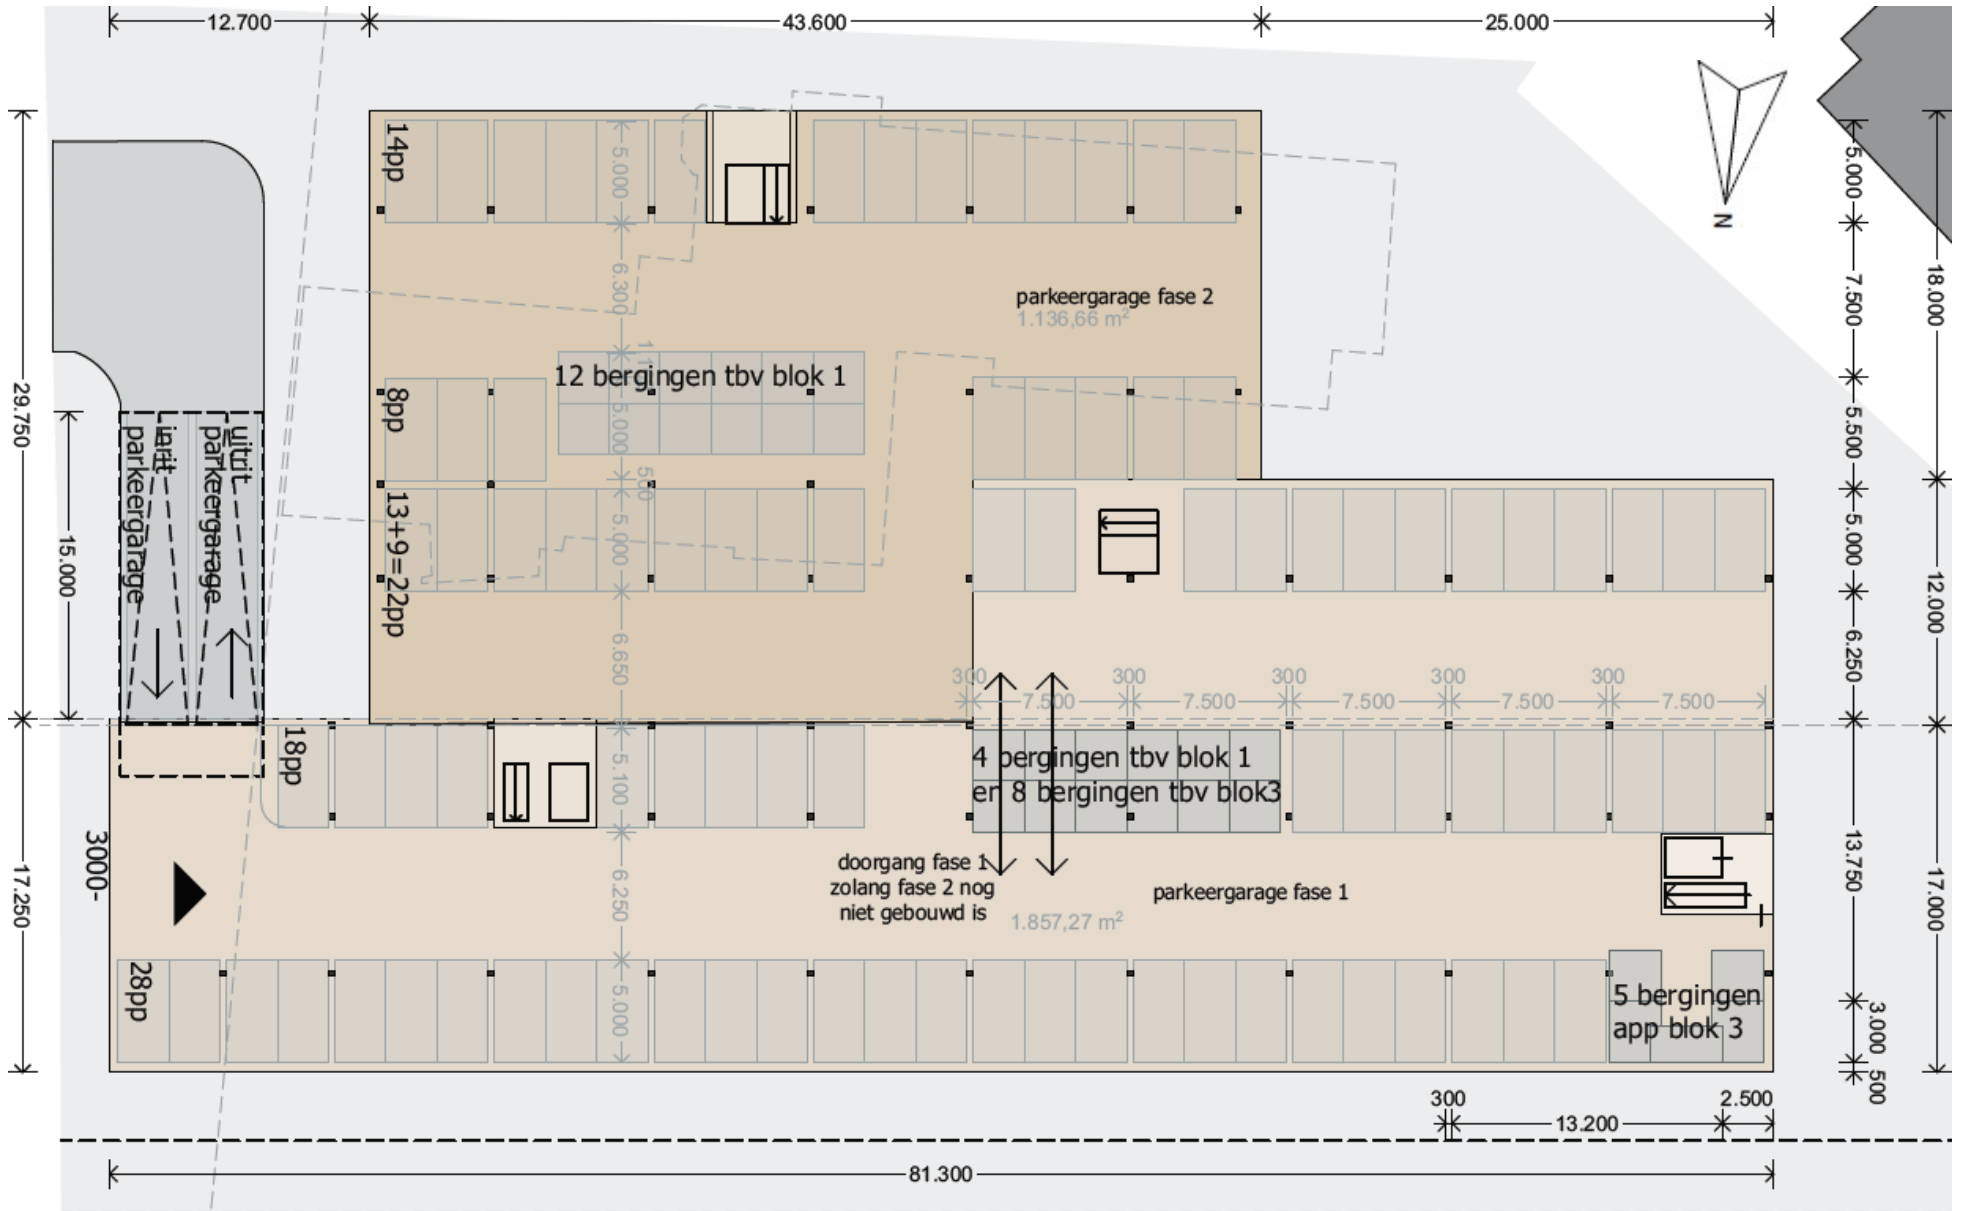 12.700
43.600
25.000
14pp
5.000
5.000
N
6.300
parkeergarage fase 2
1.136,66 m²
7.500
18.000
29.750
12 bergingen tbv blok 1
8pp
5.000
5.500
inrit
parkeergarage
uitrit
parkeergarage
500
13+9=22pp
5.000
5.000
15.000
12.000
6.650
6.250
300
300
300
300
300
7.500
7.500
7.500
7.500
7.500
18pp
5.100
4 bergingen tbv blok 1
en 8 bergingen tbv blok3
3000-
13.750
17.250
17.000
doorgang fase 1
zolang fase 2 nog
niet gebouwd is
6.250
parkeergarage fase 1
1.857,27 m²
28pp
5.000
5 bergingen
app blok 3
3.000
500
300
2.500
13.200
81.300